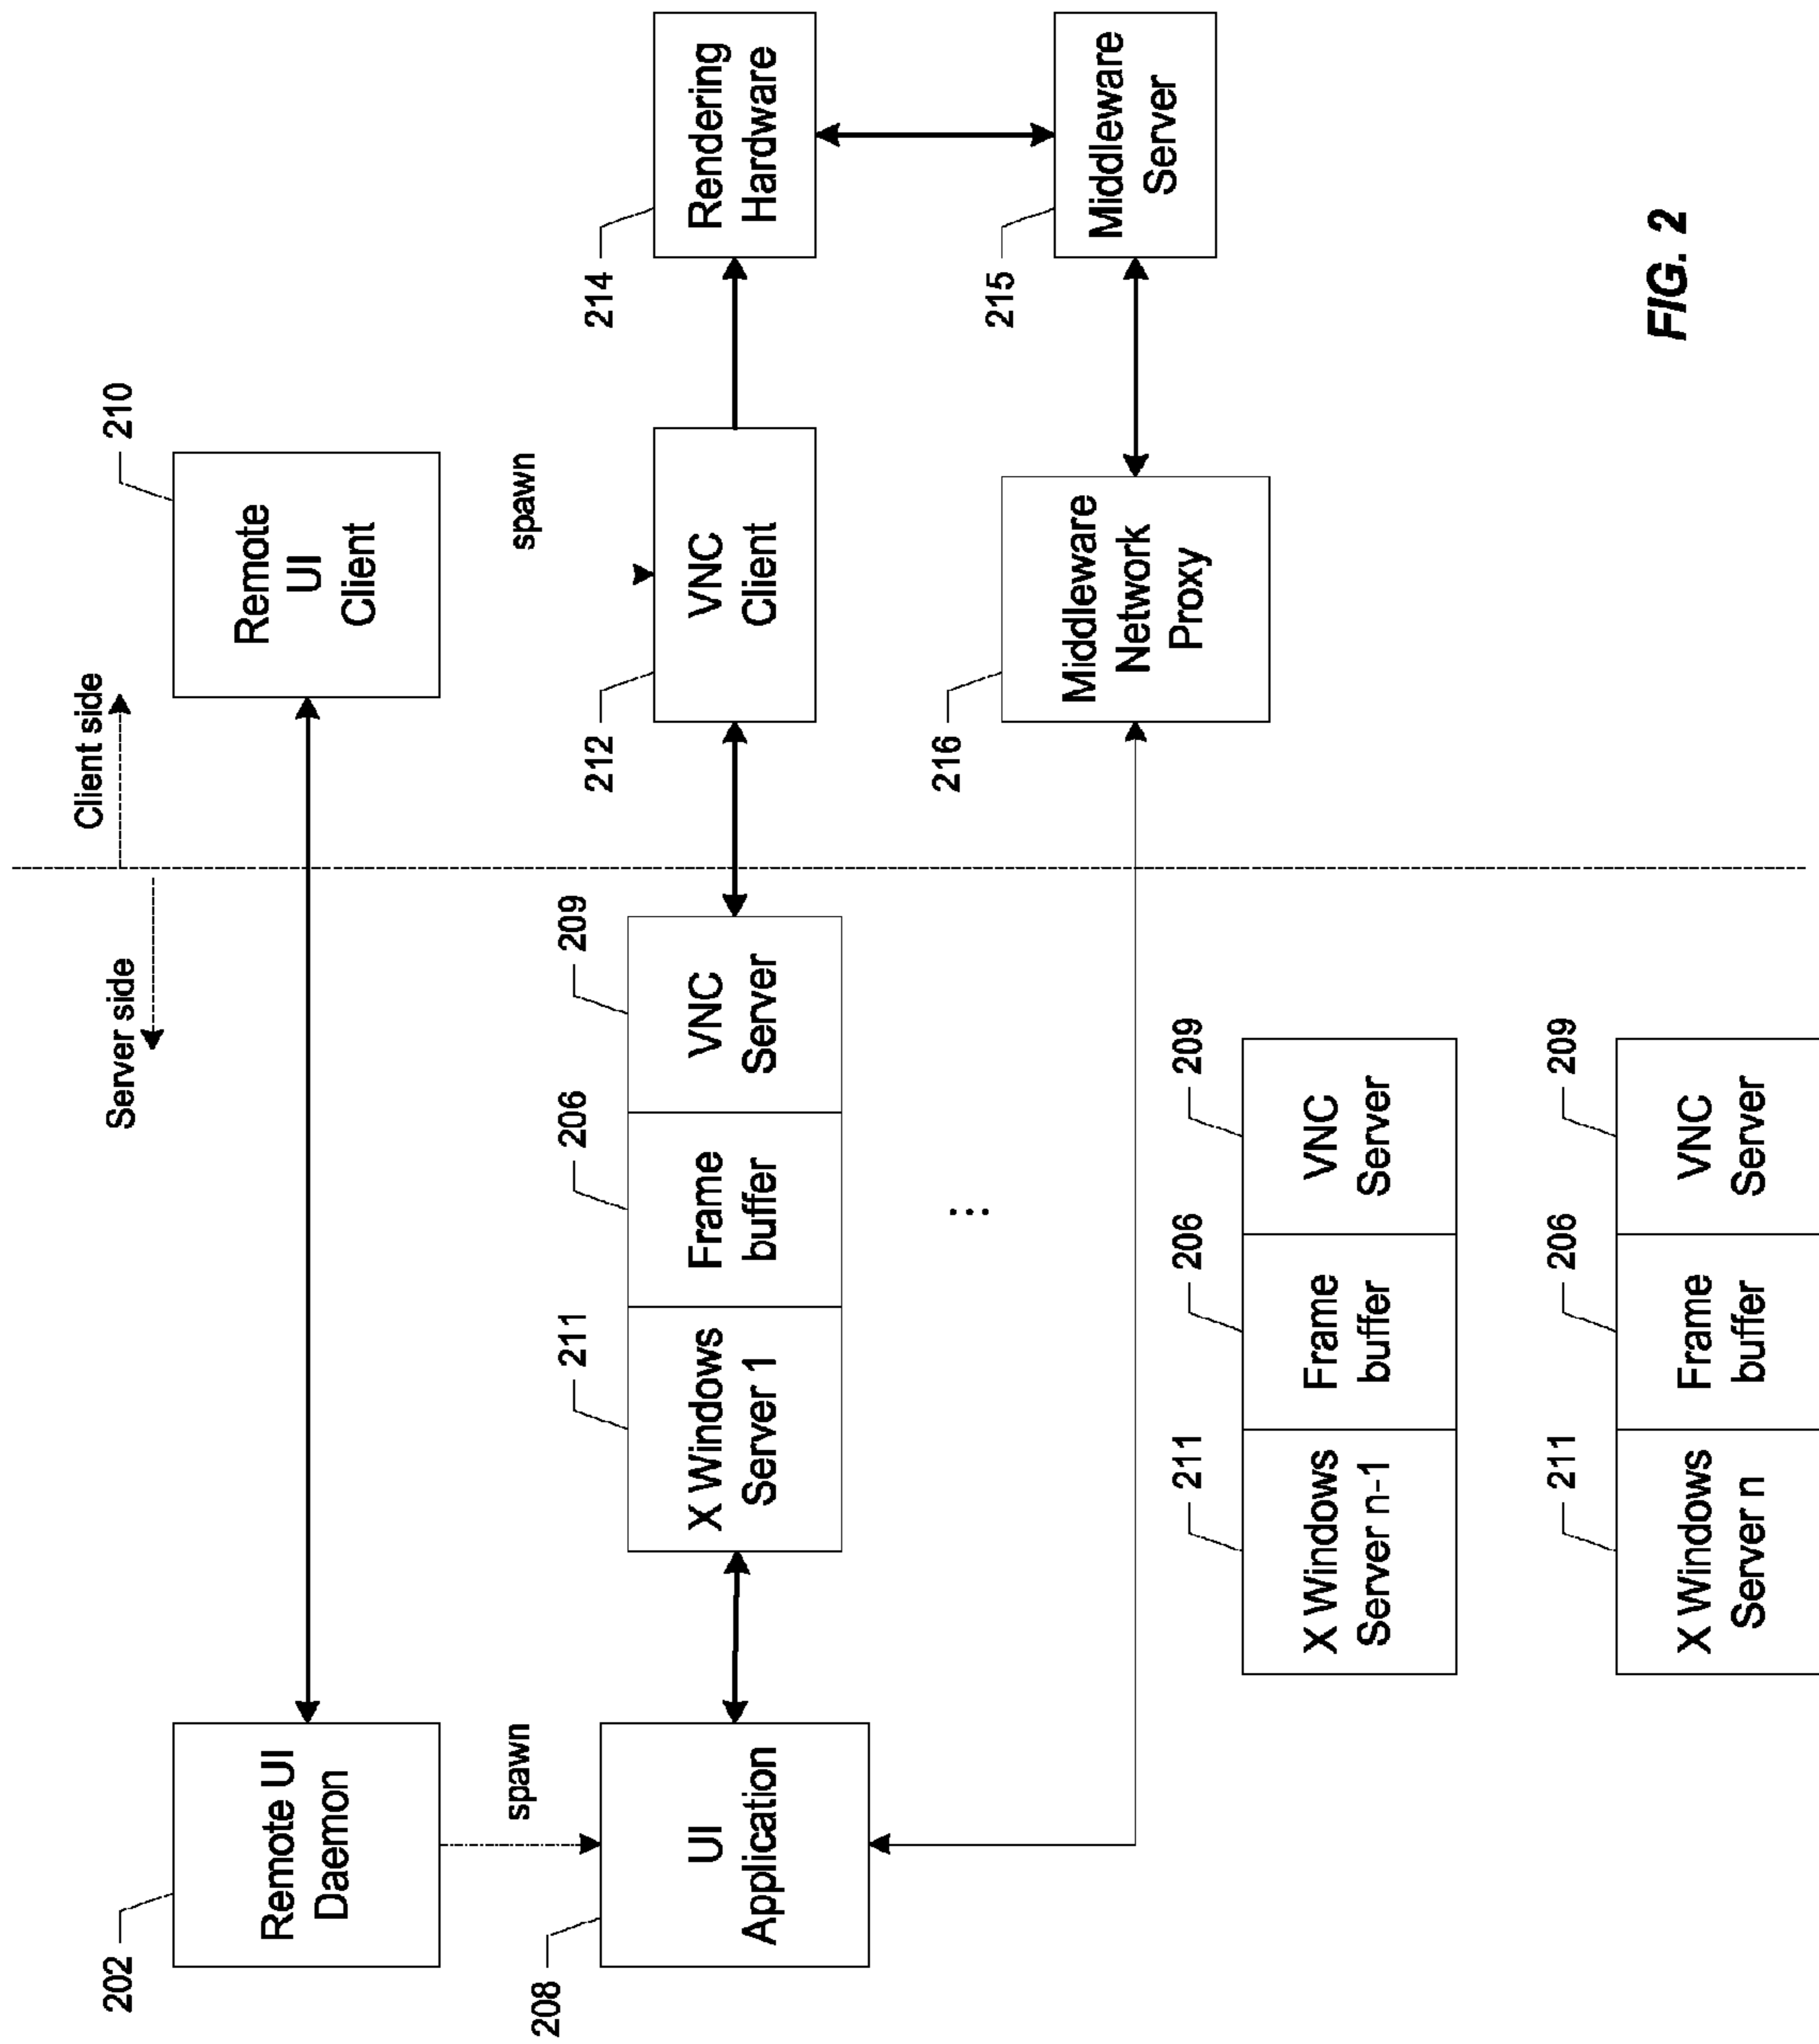 Server side
Client side
202
Remote UI
Daemon
210
Remote
UI
Client
spawn
spawn
208
UI
Application
211
X Windows
Server 1
206
Frame
buffer
209
VNC
Server
212
VNC
Client
214
Rendering
Hardware
...
216
Middleware
Network
Proxy
215
Middleware
Server
211
X Windows
Server n-1
206
Frame
buffer
209
VNC
Server
211
X Windows
Server n
206
Frame
buffer
209
VNC
Server
FIG. 2